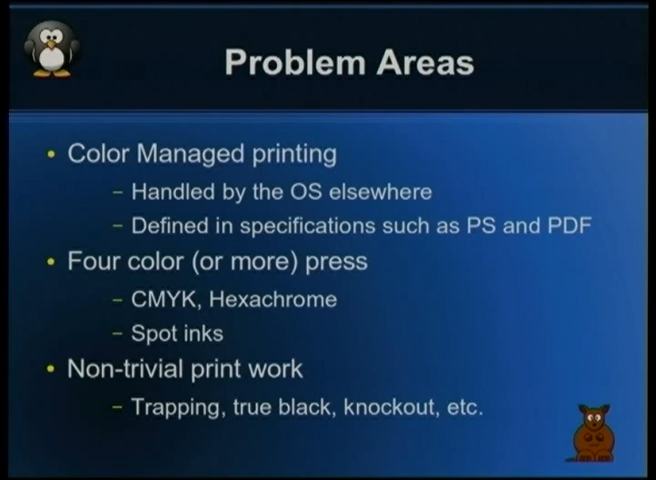 Problem Areas
• Color Managed printing
– Handled by the OS elsewhere
– Defined in specifications such as PS and PDF
• Four color (or more) press
– CMYK, Hexachrome
– Spot inks
• Non-trivial print work
– Trapping, true black, knockout, etc.